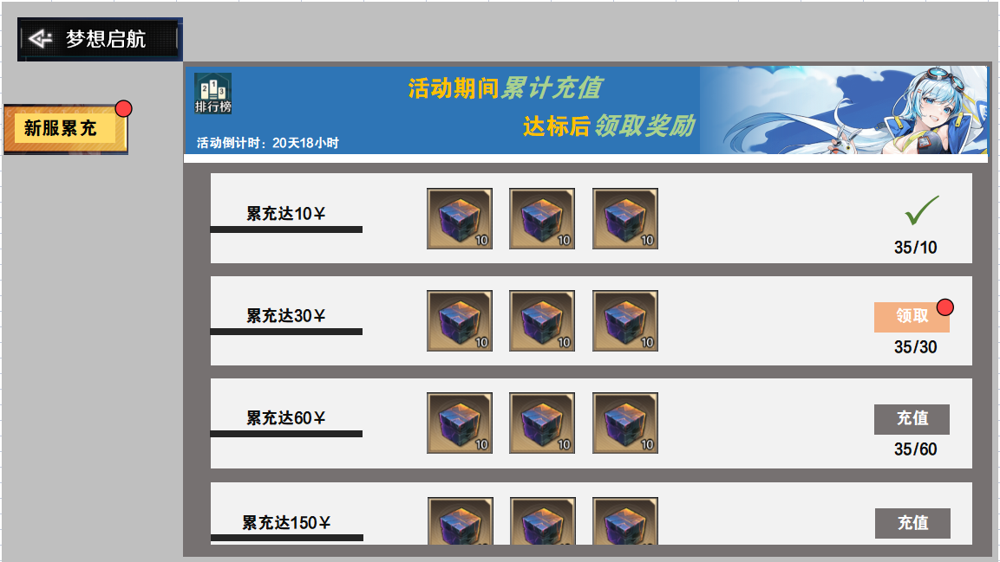 梦想启航
新服累充
2 1 3
排行榜
活动期间累计充值
达标后领取奖励
活动倒计时：20天18小时
累充达10¥
10 10 10
35/10
累充达30¥
10 10 10
领取
35/30
累充达60¥
10 10 10
充值
35/60
累充达150¥
充值